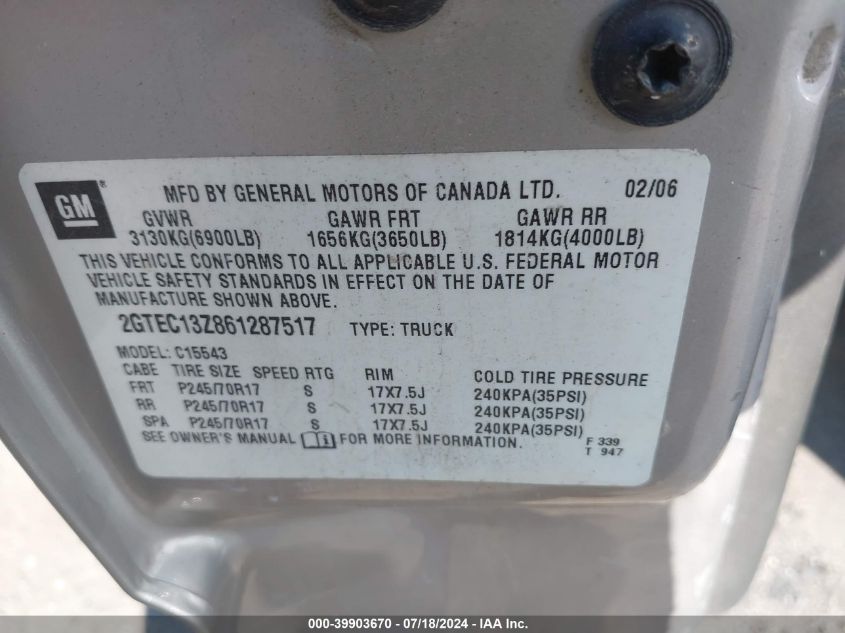 GM ® MFD BY GENERAL MOTORS OF CANADA LTD. 02/06
GVWR GAWR FRT GAWR RR
3130KG(6900LB) 1656KG(3650LB) 1814KG(4000LB)
THIS VEHICLE CONFORMS TO ALL APPLICABLE U.S. FEDERAL MOTOR
VEHICLE SAFETY STANDARDS IN EFFECT ON THE DATE OF
MANUFACTURE SHOWN ABOVE.
2GTEC13Z861287517 TYPE: TRUCK
MODEL: C15543
CABE TIRE SIZE SPEED RTG RIM COLD TIRE PRESSURE
FRT P245/70R17 S 17X7.5J 240KPA(35PSI)
RR P245/70R17 S 17X7.5J 240KPA(35PSI)
SPA P245/70R17 S 17X7.5J 240KPA(35PSI)
SEE OWNER'S MANUAL FOR MORE INFORMATION. F 339
T 947
000-39903670 - 07/18/2024 - IAA Inc.